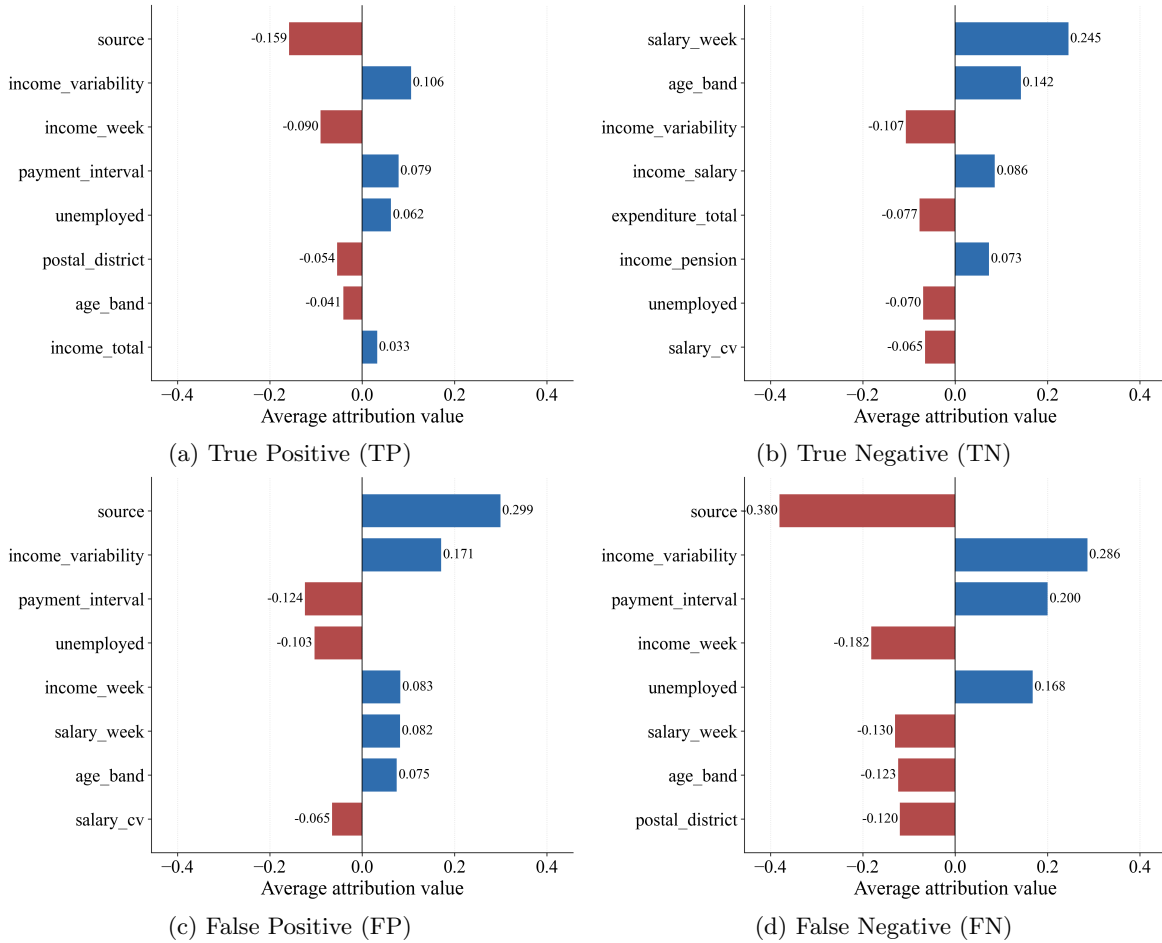 source
-0.159
income_variability
0.106
income_week
-0.090
payment_interval
0.079
unemployed
0.062
postal_district
-0.054
age_band
-0.041
income_total
0.033
−0.4 −0.2 0.0 0.2 0.4
Average attribution value
(a) True Positive (TP)
salary_week
0.245
age_band
0.142
income_variability
-0.107
income_salary
0.086
expenditure_total
-0.077
income_pension
0.073
unemployed
-0.070
salary_cv
-0.065
−0.4 −0.2 0.0 0.2 0.4
Average attribution value
(b) True Negative (TN)
source
0.299
income_variability
0.171
payment_interval
-0.124
unemployed
-0.103
income_week
0.083
salary_week
0.082
age_band
0.075
salary_cv
-0.065
−0.4 −0.2 0.0 0.2 0.4
Average attribution value
(c) False Positive (FP)
source
-0.380
income_variability
0.286
payment_interval
0.200
income_week
-0.182
unemployed
0.168
salary_week
-0.130
age_band
-0.123
postal_district
-0.120
−0.4 −0.2 0.0 0.2 0.4
Average attribution value
(d) False Negative (FN)